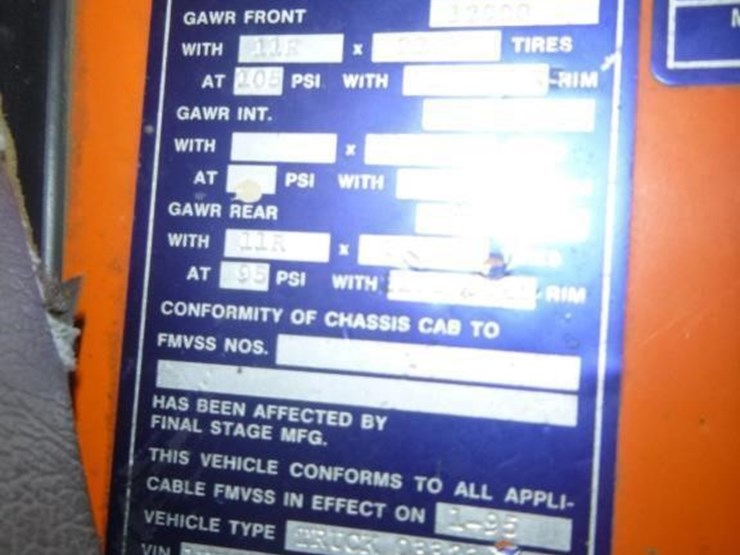 GAWR FRONT 12000
WITH 11R x 22 TIRES
AT 105 PSI WITH RIM
GAWR INT.
WITH x
AT PSI WITH
GAWR REAR
WITH 11R x
AT 95 PSI WITH RIM
CONFORMITY OF CHASSIS CAB TO
FMVSS NOS.
HAS BEEN AFFECTED BY
FINAL STAGE MFG.
THIS VEHICLE CONFORMS TO ALL APPLI-
CABLE FMVSS IN EFFECT ON 1-95
VEHICLE TYPE TRUCK
VIN